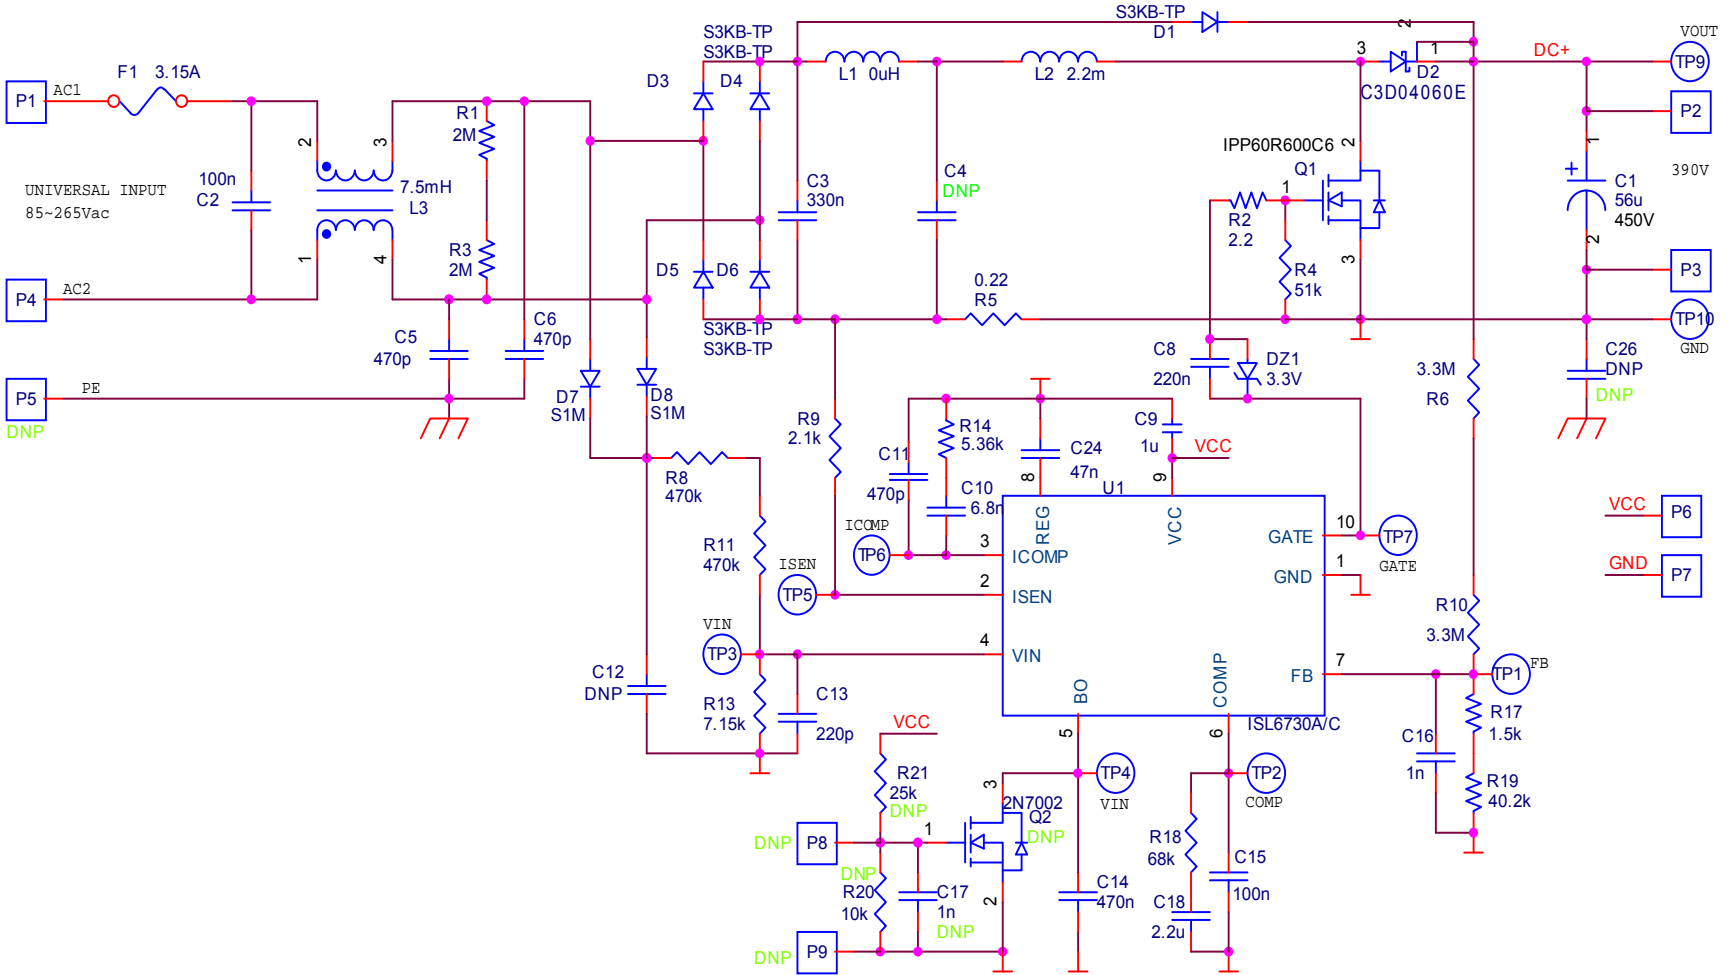 S3KB-TP
S3KB-TP
S3KB-TP
D1
2
VOUT
3
1
DC+
TP9
F1 3.15A
D3
D4
L1 0uH
L2 2.2m
D2
C3D04060E
P1
AC1
R1
2M
P2
2
3
IPP60R600C6
2
1
UNIVERSAL INPUT
85~265Vac
100n
C2
7.5mH
L3
C3
330n
C4
DNP
Q1
1
390V
C1
56u
450V
R2
2.2
1
4
R3
2M
D5
D6
3
2
R4
51k
P3
P4
AC2
0.22
R5
TP10
GND
C5
470p
C6
470p
S3KB-TP
S3KB-TP
C8
220n
DZ1
3.3V
C26
DNP
DNP
3.3M
R6
P5
PE
DNP
D7
S1M
D8
S1M
R9
2.1k
R14
5.36k
C9
1u
VCC
C24
47n
C11
470p
R8
470k
C10
6.8n
8
9
U1
ICOMP
TP6
3
REG
VCC
ICOMP
10
GATE
TP7
GATE
VCC
P6
R11
470k
ISEN
TP5
2
ISEN
1
GND
GND
P7
R10
3.3M
VIN
TP3
4
VIN
BO
COMP
7
FB
TP1
FB
C12
DNP
R13
7.15k
C13
220p
ISL6730A/C
5
6
R17
1.5k
VCC
C16
1n
R21
25k
DNP
3
2N7002
Q2
DNP
TP4
VIN
TP2
COMP
R19
40.2k
DNP
P8
1
DNP
R20
10k
C17
1n
DNP
2
C14
470n
R18
68k
C15
100n
C18
2.2u
DNP
P9